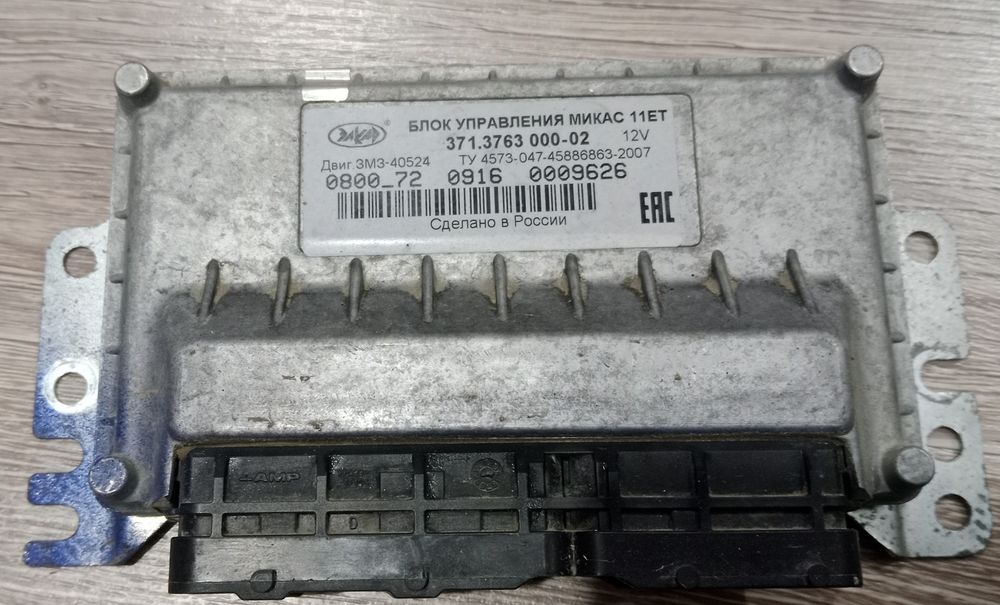 ЭЛКАР
БЛОК УПРАВЛЕНИЯ МИКАС 11ЕТ
371.3763 000-02 12V
Двиг.ЗМЗ-40524 ТУ 4573-047-45886863-2007
0800_72 0916 0009626
Сделано в России
EAC
AMP
D